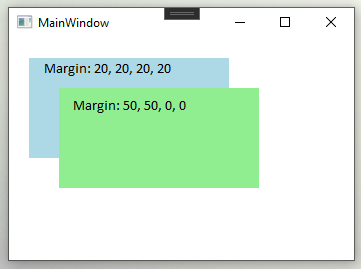 MainWindow
Margin: 20, 20, 20, 20
Margin: 50, 50, 0, 0